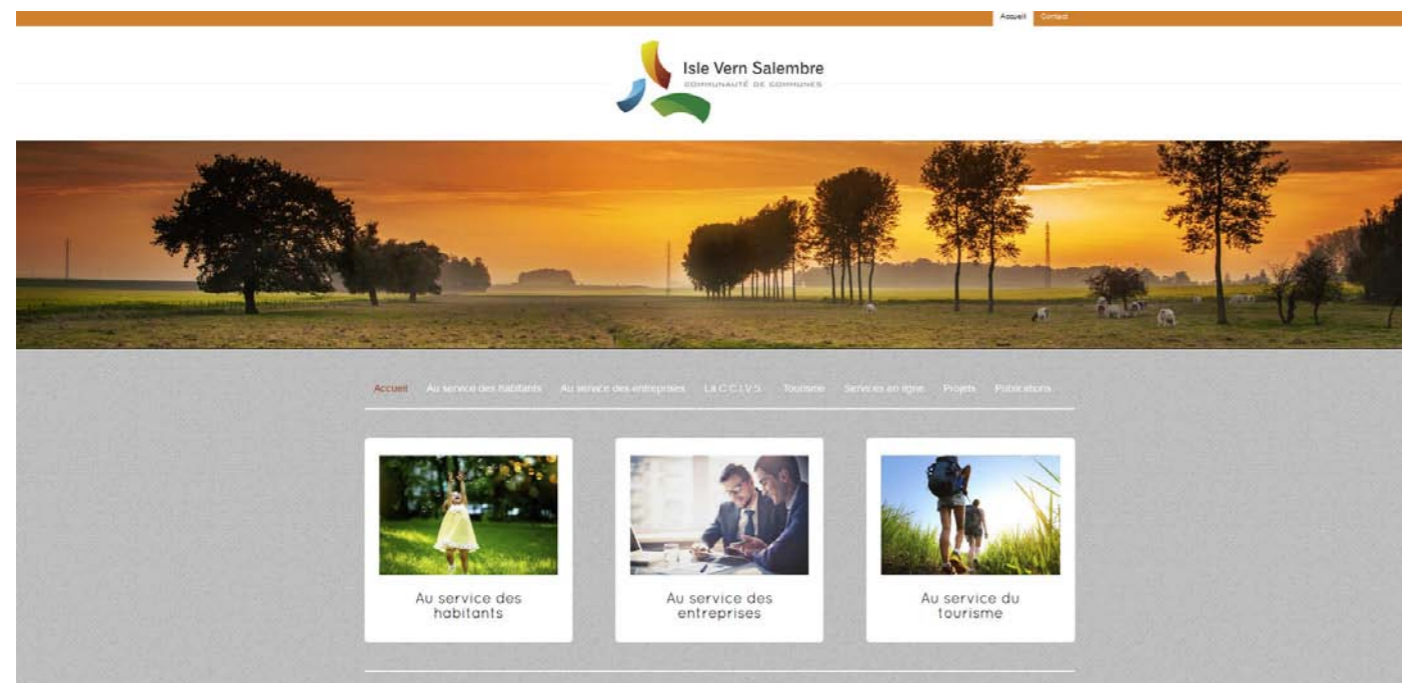 Accueil Contact
Isle Vern Salembre
COMMUNAUTÉ DE COMMUNES
Accueil Au service des habitants Au service des entreprises La C.C.I.V.S. Tourisme Services en ligne Projets Publications
Au service des
habitants
Au service des
entreprises
Au service du
tourisme